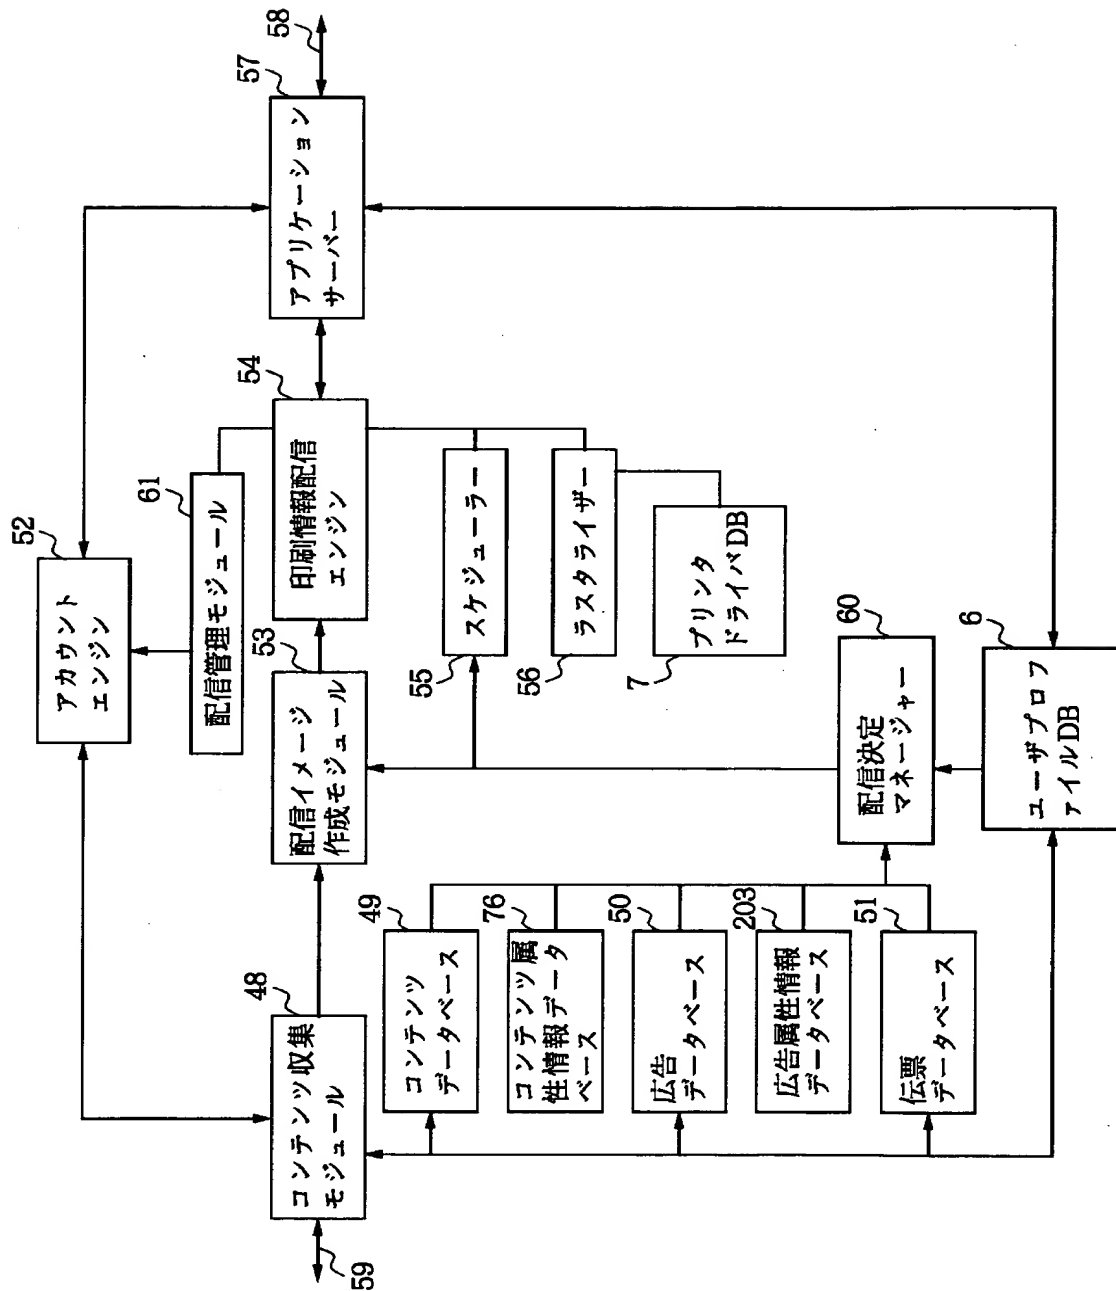 52
アカウント
エンジン
61
配信管理モジュール
59
48
コンテンツ収集
モジュール
53
配信イメージ
作成モジュール
54
印刷情報配信
エンジン
57
アプリケーション
サーバー
58
49
コンテンツ
データベース
76
コンテンツ属
性情報データ
ベース
50
広告
データベース
203
広告属性情報
データベース
51
伝票
データベース
55
スケジューラー
56
ラスタライザー
7
プリンタ
ドライバDB
60
配信決定
マネージャー
6
ユーザプロフ
ァイルDB